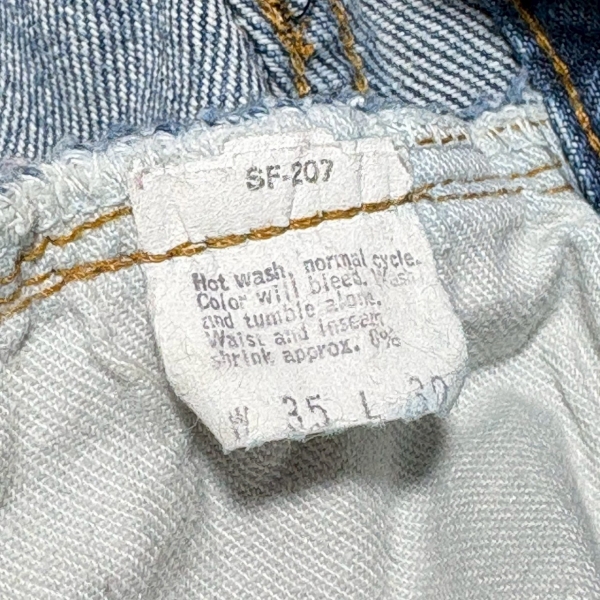 SF-207
Hot wash, normal cycle.
Color will bleed. Wash
and tumble alone.
Waist and inseam
shrink approx. 8%
W 35 L 30